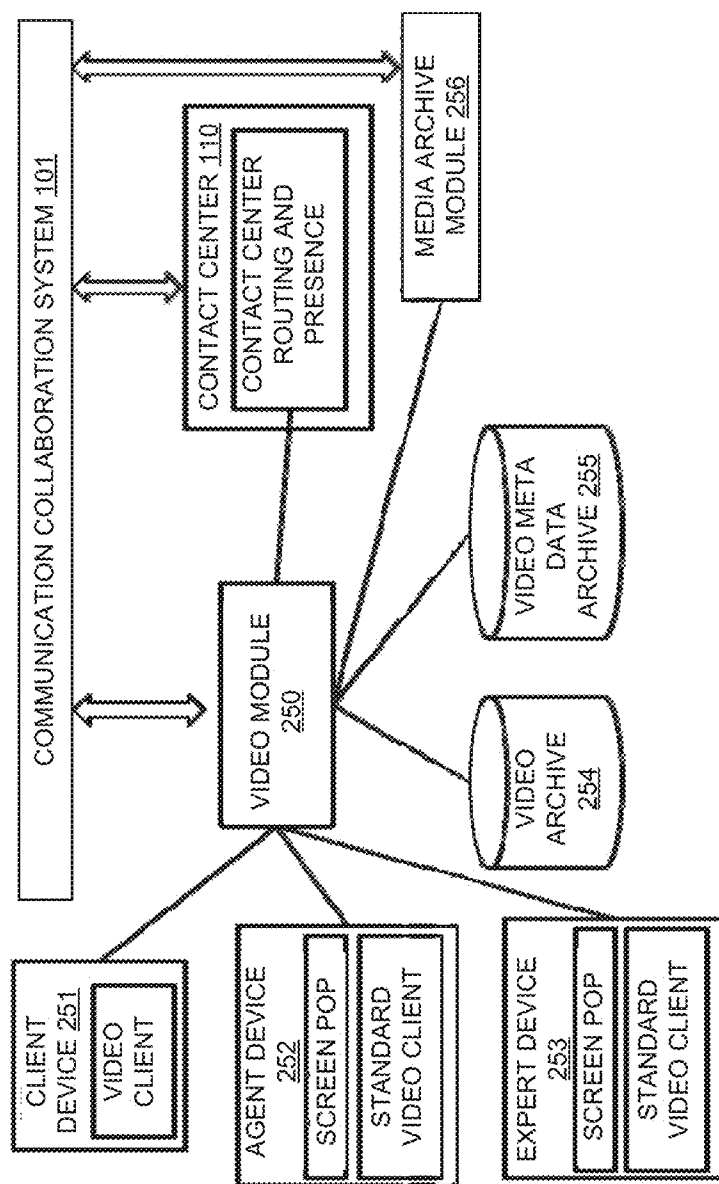 COMMUNICATION COLLABORATION SYSTEM 101
CLIENT
DEVICE 251
VIDEO
CLIENT
AGENT DEVICE
252
SCREEN POP
STANDARD
VIDEO CLIENT
EXPERT DEVICE
253
SCREEN POP
STANDARD
VIDEO CLIENT
VIDEO MODULE
250
VIDEO
ARCHIVE
254
VIDEO META
DATA
ARCHIVE 255
CONTACT CENTER 110
CONTACT CENTER
ROUTING AND
PRESENCE
MEDIA ARCHIVE
MODULE 256